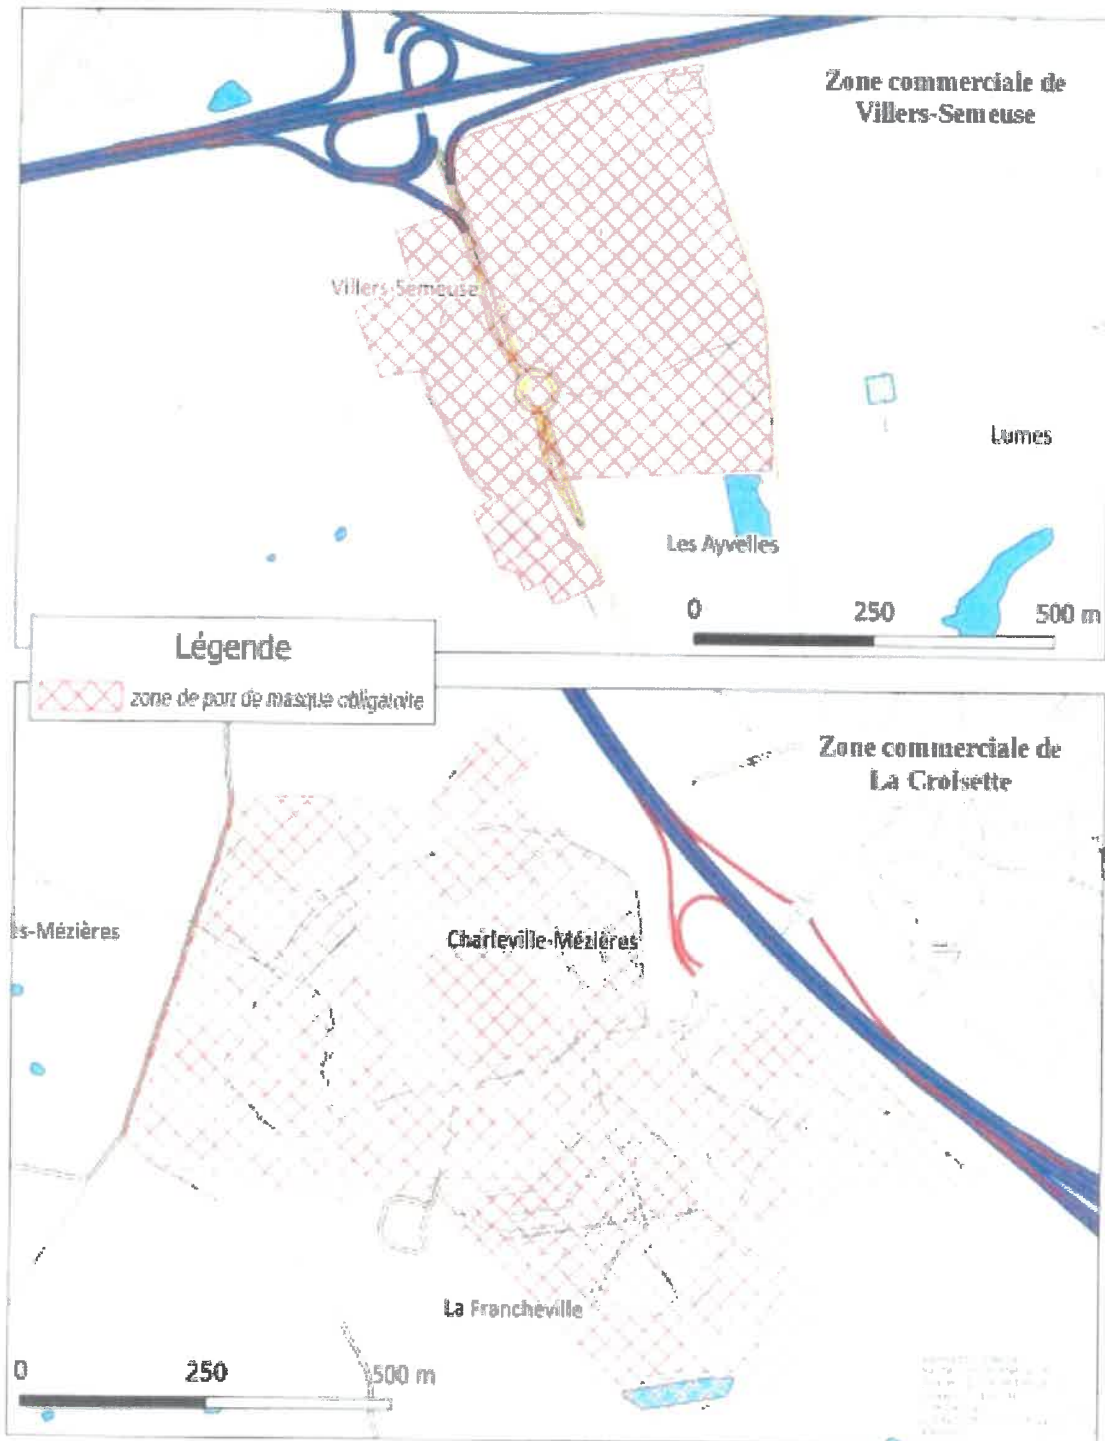 Zone commerciale de
Villers-Semeuse
Villers-Semeuse
Lumes
Les Ayvelles
0 250 500 m
Légende
zone de port de masque obligatoire
Zone commerciale de
La Croisette
es-Mézières
Charleville-Mézières
La Francheville
0 250 500 m